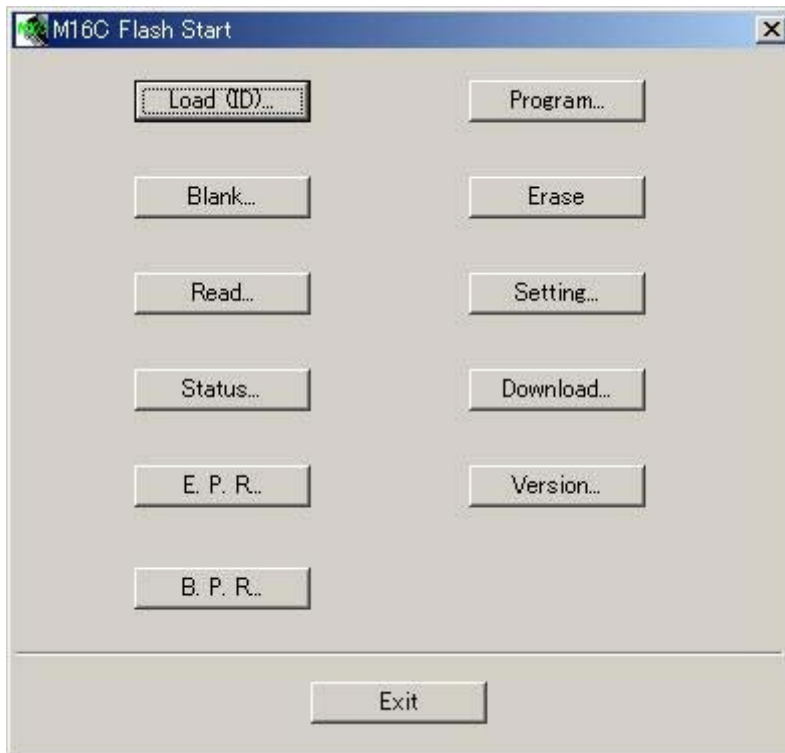 M16C Flash Start
Load (ID)...
Program...
Blank...
Erase
Read...
Setting...
Status...
Download...
E. P. R...
Version...
B. P. R...
Exit